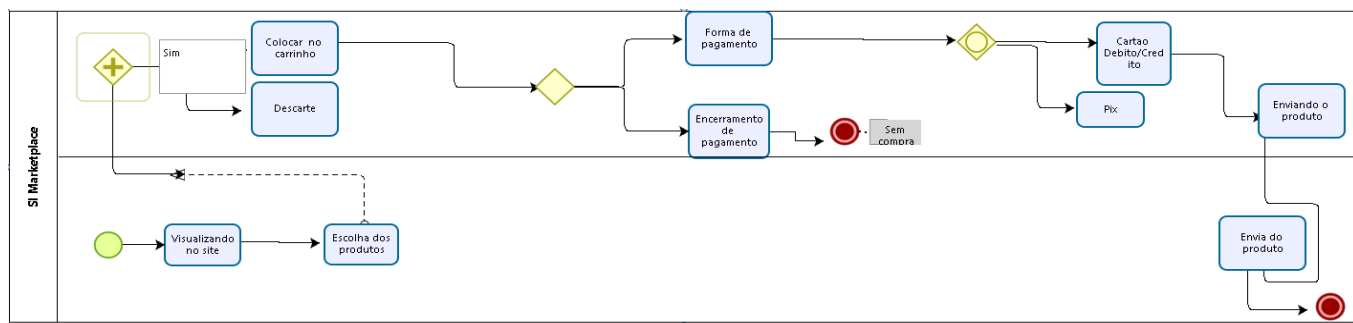 SI Marketplace
Sim
Colocar no
carrinho
Descarte
Forma de
pagamento
Encerramento
de
pagamento
Sem
compra
Cartao
Debito/Cred
ito
Pix
Enviando o
produto
Visualizando
no site
Escolha dos
produtos
Envia do
produto